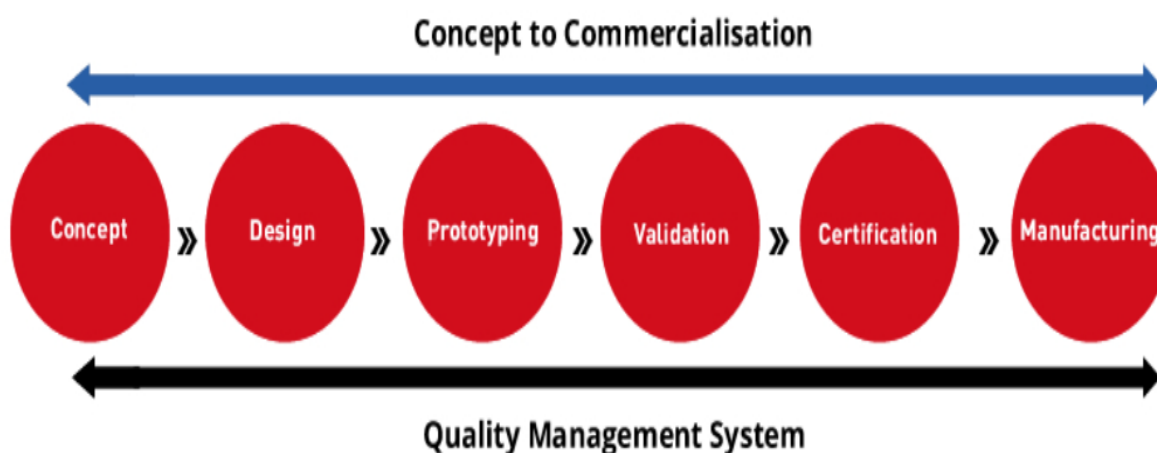 Concept to Commercialisation
Concept » Design » Prototyping » Validation » Certification » Manufacturing
Quality Management System